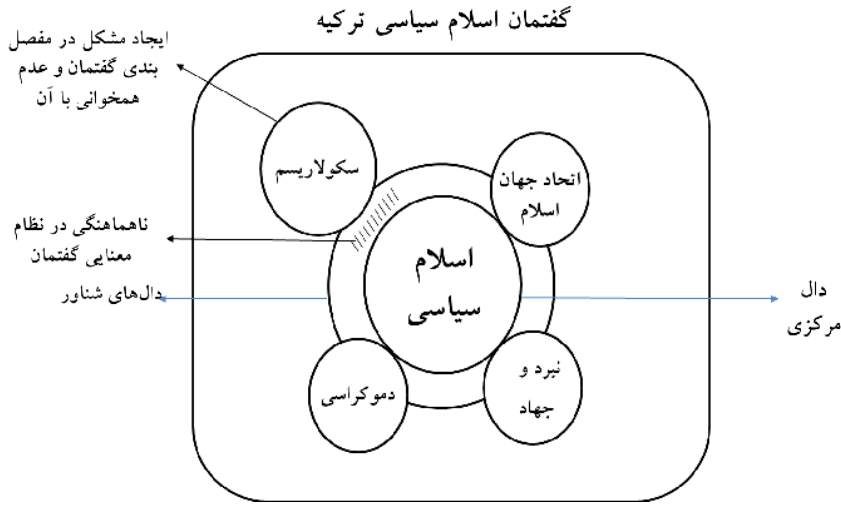 گفتمان اسلام سیاسی ترکیه
ایجاد مشکل در مفصل
بندی گفتمان و عدم
همخوانی با آن
سکولاریسم
اتحاد جهان
اسلام
ناهماهنگی در نظام
معنایی گفتمان
اسلام
سیاسی
دال‌های شناور
دال
مرکزی
دموکراسی
نبرد و
جهاد